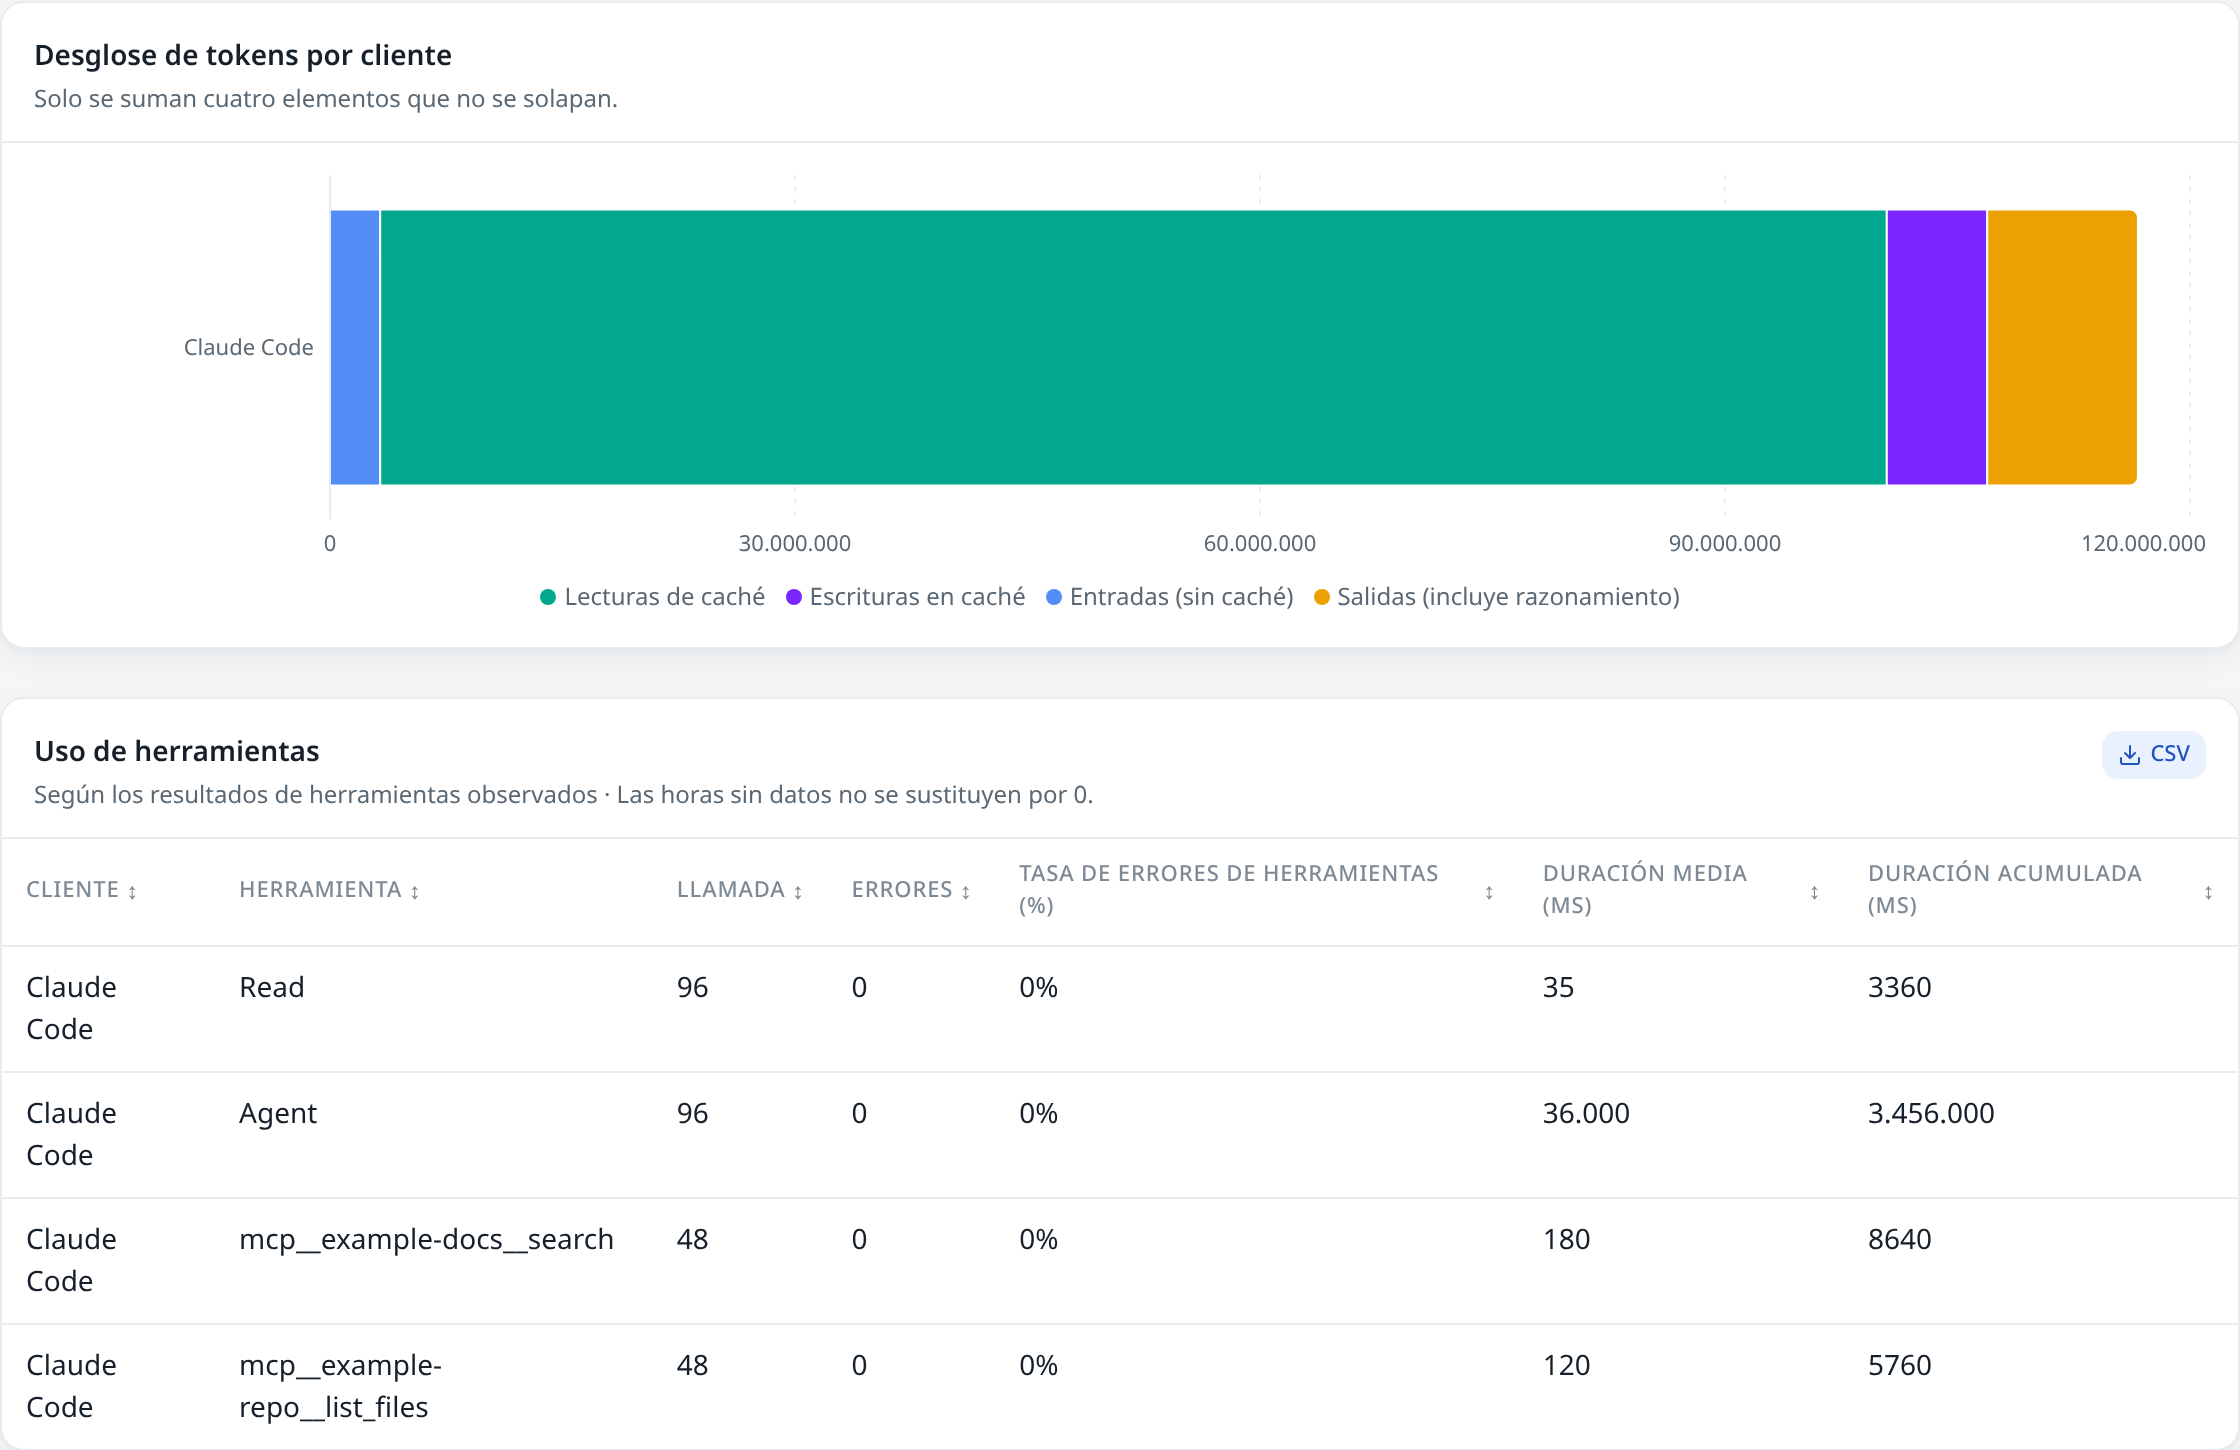 Desglose de tokens por cliente
Solo se suman cuatro elementos que no se solapan.
Claude Code
0
30.000.000
60.000.000
90.000.000
120.000.000
Lecturas de caché
Escrituras en caché
Entradas (sin caché)
Salidas (incluye razonamiento)
Uso de herramientas
CSV
Según los resultados de herramientas observados · Las horas sin datos no se sustituyen por 0.
CLIENTE ↕ HERRAMIENTA ↕ LLAMADA ↕ ERRORES ↕ TASA DE ERRORES DE HERRAMIENTAS (%) ↕ DURACIÓN MEDIA (MS) ↕ DURACIÓN ACUMULADA (MS) ↕
Claude Code Read 96 0 0% 35 3360
Claude Code Agent 96 0 0% 36.000 3.456.000
Claude Code mcp__example-docs__search 48 0 0% 180 8640
Claude Code mcp__example-repo__list_files 48 0 0% 120 5760